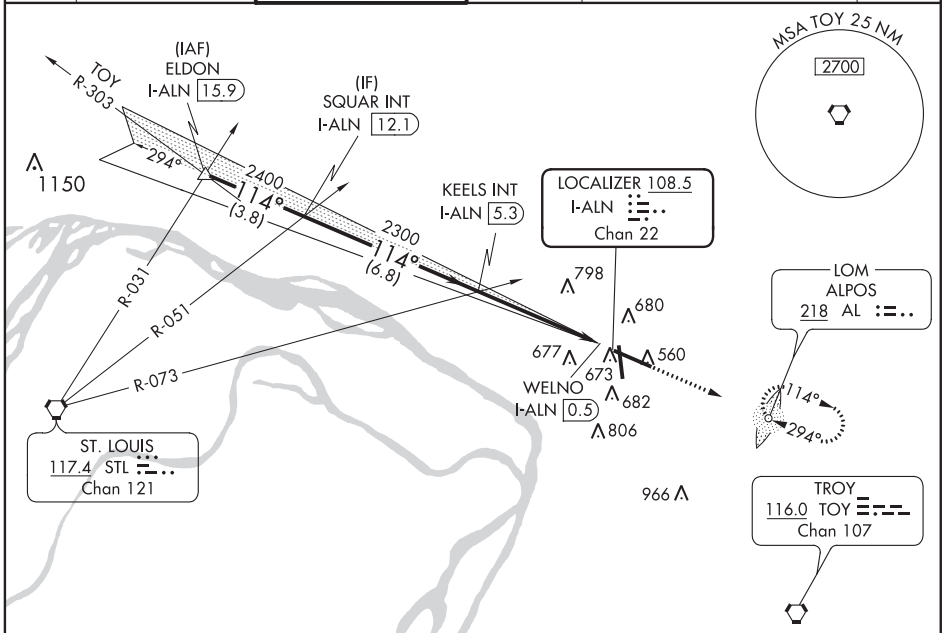 MSA TOY 25 NM
2700
(IAF)
ELDON
I-ALN 15.9
TOY
R-303
(IF)
SQUAR INT
I-ALN 12.1
1150
294°
2400
114°
(3.8)
KEELS INT
I-ALN 5.3
LOCALIZER 108.5
I-ALN
Chan 22
2300
114°
(6.8)
R-031
R-051
R-073
798
680
677
673
560
WELNO
I-ALN 0.5
682
806
966
LOM
ALPOS
218 AL
114°
294°
ST. LOUIS
117.4 STL
Chan 121
TROY
116.0 TOY
Chan 107